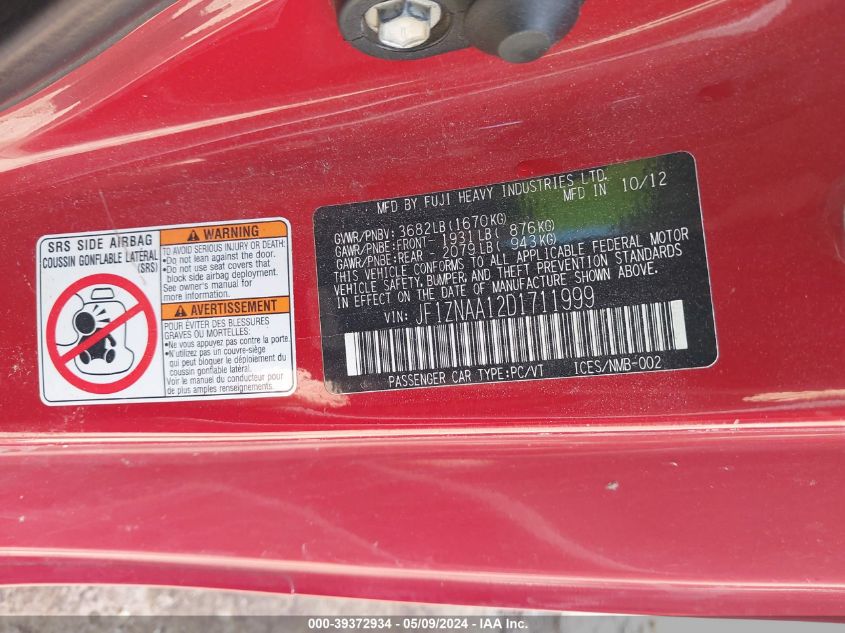 SRS SIDE AIRBAG
COUSSIN GONFLABLE LATÉRAL
(SRS)
WARNING
TO AVOID SERIOUS INJURY OR DEATH:
•Do not lean against the door.
•Do not use seat covers that
block side airbag deployment.
See owner's manual for
more information.
AVERTISSEMENT
POUR ÉVITER DES BLESSURES
GRAVES OU MORTELLES:
•Ne pas s'appuyer contre la porte.
•N'utilisez pas un couvre-siège
qui peut bloquer le déploiement du
coussin gonflable latéral.
Voir le manuel du conducteur pour
de plus amples renseignements.
MFD BY FUJI HEAVY INDUSTRIES LTD.
MFD IN 10/12
GVWR/PNBV: 3682LB(1670KG)
GAWR/PNBE:FRONT- 1931LB( 876KG)
GAWR/PNBE:REAR - 2079LB( 943KG)
THIS VEHICLE CONFORMS TO ALL APPLICABLE FEDERAL MOTOR
VEHICLE SAFETY, BUMPER, AND THEFT PREVENTION STANDARDS
IN EFFECT ON THE DATE OF MANUFACTURE SHOWN ABOVE.
VIN: JF1ZNAA12D1711999
PASSENGER CAR TYPE:PC/VT ICES/NMB-002
000-39372934 - 05/09/2024 - IAA Inc.